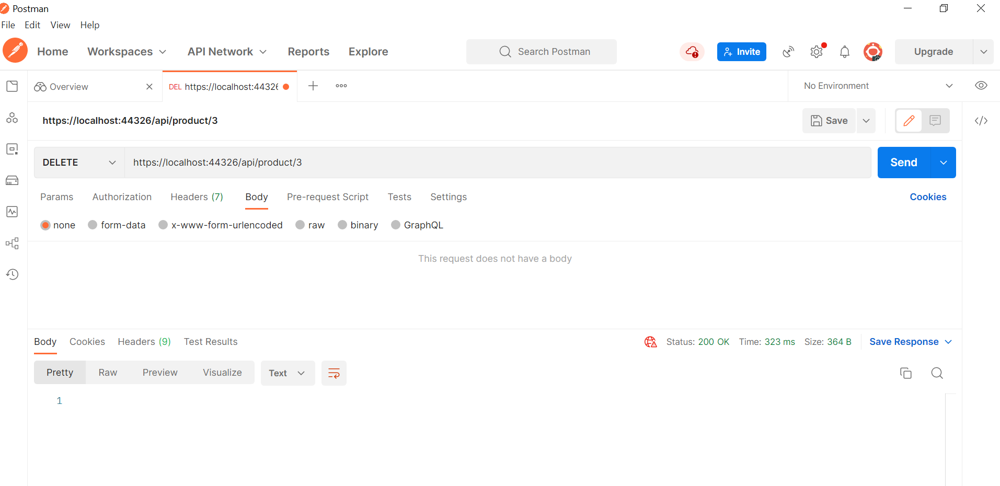 Postman
File Edit View Help
Home Workspaces API Network Reports Explore Search Postman Invite Upgrade
Overview DEL https://localhost:44326 No Environment
https://localhost:44326/api/product/3 Save
DELETE https://localhost:44326/api/product/3 Send
Params Authorization Headers (7) Body Pre-request Script Tests Settings Cookies
none form-data x-www-form-urlencoded raw binary GraphQL
This request does not have a body
Body Cookies Headers (9) Test Results Status: 200 OK Time: 323 ms Size: 364 B Save Response
Pretty Raw Preview Visualize Text
1